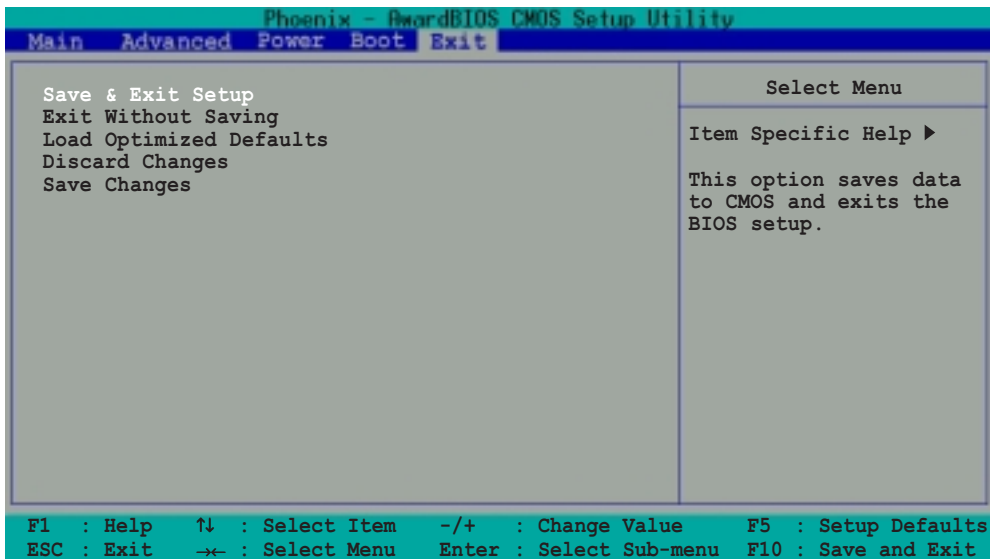 Phoenix - AwardBIOS CMOS Setup Utility
Main Advanced Power Boot Exit
Save & Exit Setup
Exit Without Saving
Load Optimized Defaults
Discard Changes
Save Changes
Select Menu
Item Specific Help ▶
This option saves data
to CMOS and exits the
BIOS setup.
F1 : Help ↑↓ : Select Item -/+ : Change Value F5 : Setup Defaults
ESC : Exit →← : Select Menu Enter : Select Sub-menu F10 : Save and Exit